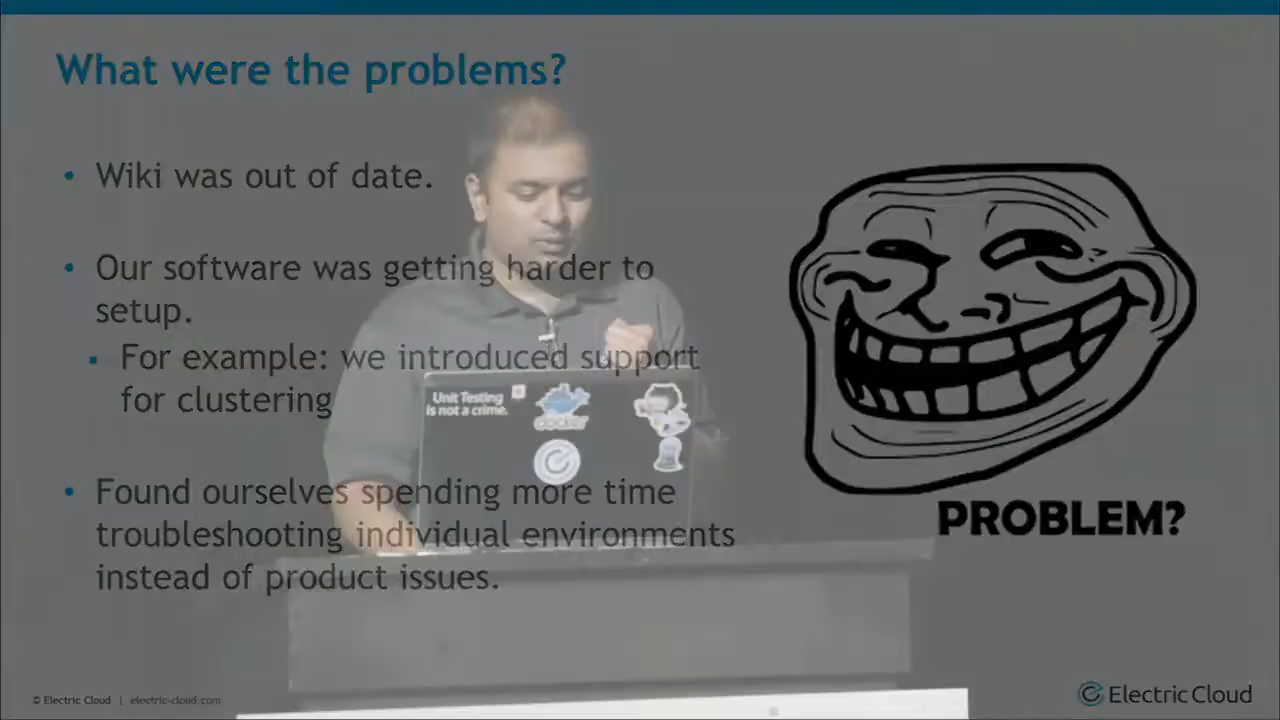 What were the problems?
• Wiki was out of date.
• Our software was getting harder to
setup.
▪ For example: we introduced support
for clustering
Unit Testing
is not a crime.
docker
• Found ourselves spending more time
troubleshooting individual environments
instead of product issues.
PROBLEM?
© Electric Cloud | electric-cloud.com
Electric Cloud